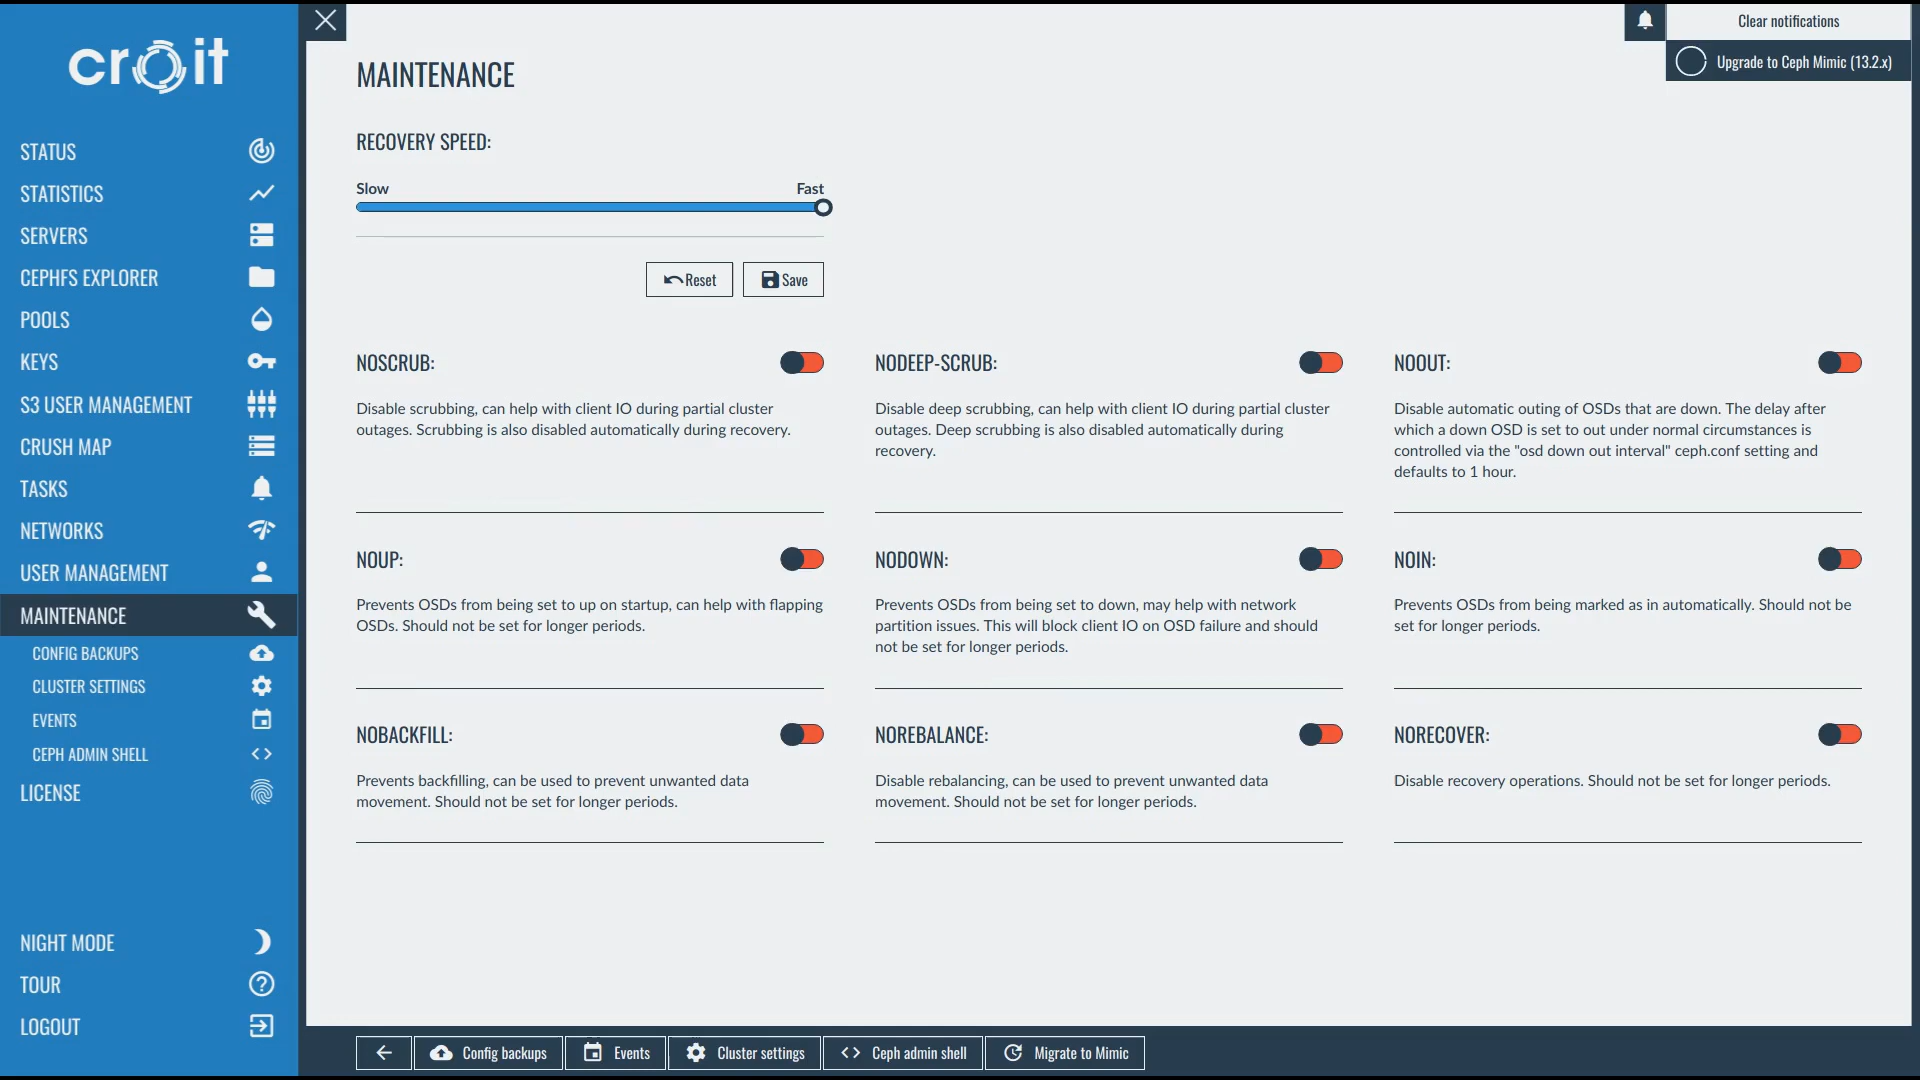 croit
STATUS
STATISTICS
SERVERS
CEPHFS EXPLORER
POOLS
KEYS
S3 USER MANAGEMENT
CRUSH MAP
TASKS
NETWORKS
USER MANAGEMENT
MAINTENANCE
CONFIG BACKUPS
CLUSTER SETTINGS
EVENTS
CEPH ADMIN SHELL
LICENSE
NIGHT MODE
TOUR
LOGOUT
Clear notifications
Upgrade to Ceph Mimic (13.2.x)
MAINTENANCE
RECOVERY SPEED:
Slow Fast
Reset Save
NOSCRUB:
Disable scrubbing, can help with client IO during partial cluster
outages. Scrubbing is also disabled automatically during recovery.
NODEEP-SCRUB:
Disable deep scrubbing, can help with client IO during partial cluster
outages. Deep scrubbing is also disabled automatically during
recovery.
NOOUT:
Disable automatic outing of OSDs that are down. The delay after
which a down OSD is set to out under normal circumstances is
controlled via the "osd down out interval" ceph.conf setting and
defaults to 1 hour.
NOUP:
Prevents OSDs from being set to up on startup, can help with flapping
OSDs. Should not be set for longer periods.
NODOWN:
Prevents OSDs from being set to down, may help with network
partition issues. This will block client IO on OSD failure and should
not be set for longer periods.
NOIN:
Prevents OSDs from being marked as in automatically. Should not be
set for longer periods.
NOBACKFILL:
Prevents backfilling, can be used to prevent unwanted data
movement. Should not be set for longer periods.
NOREBALANCE:
Disable rebalancing, can be used to prevent unwanted data
movement. Should not be set for longer periods.
NORECOVER:
Disable recovery operations. Should not be set for longer periods.
Config backups Events Cluster settings Ceph admin shell Migrate to Mimic